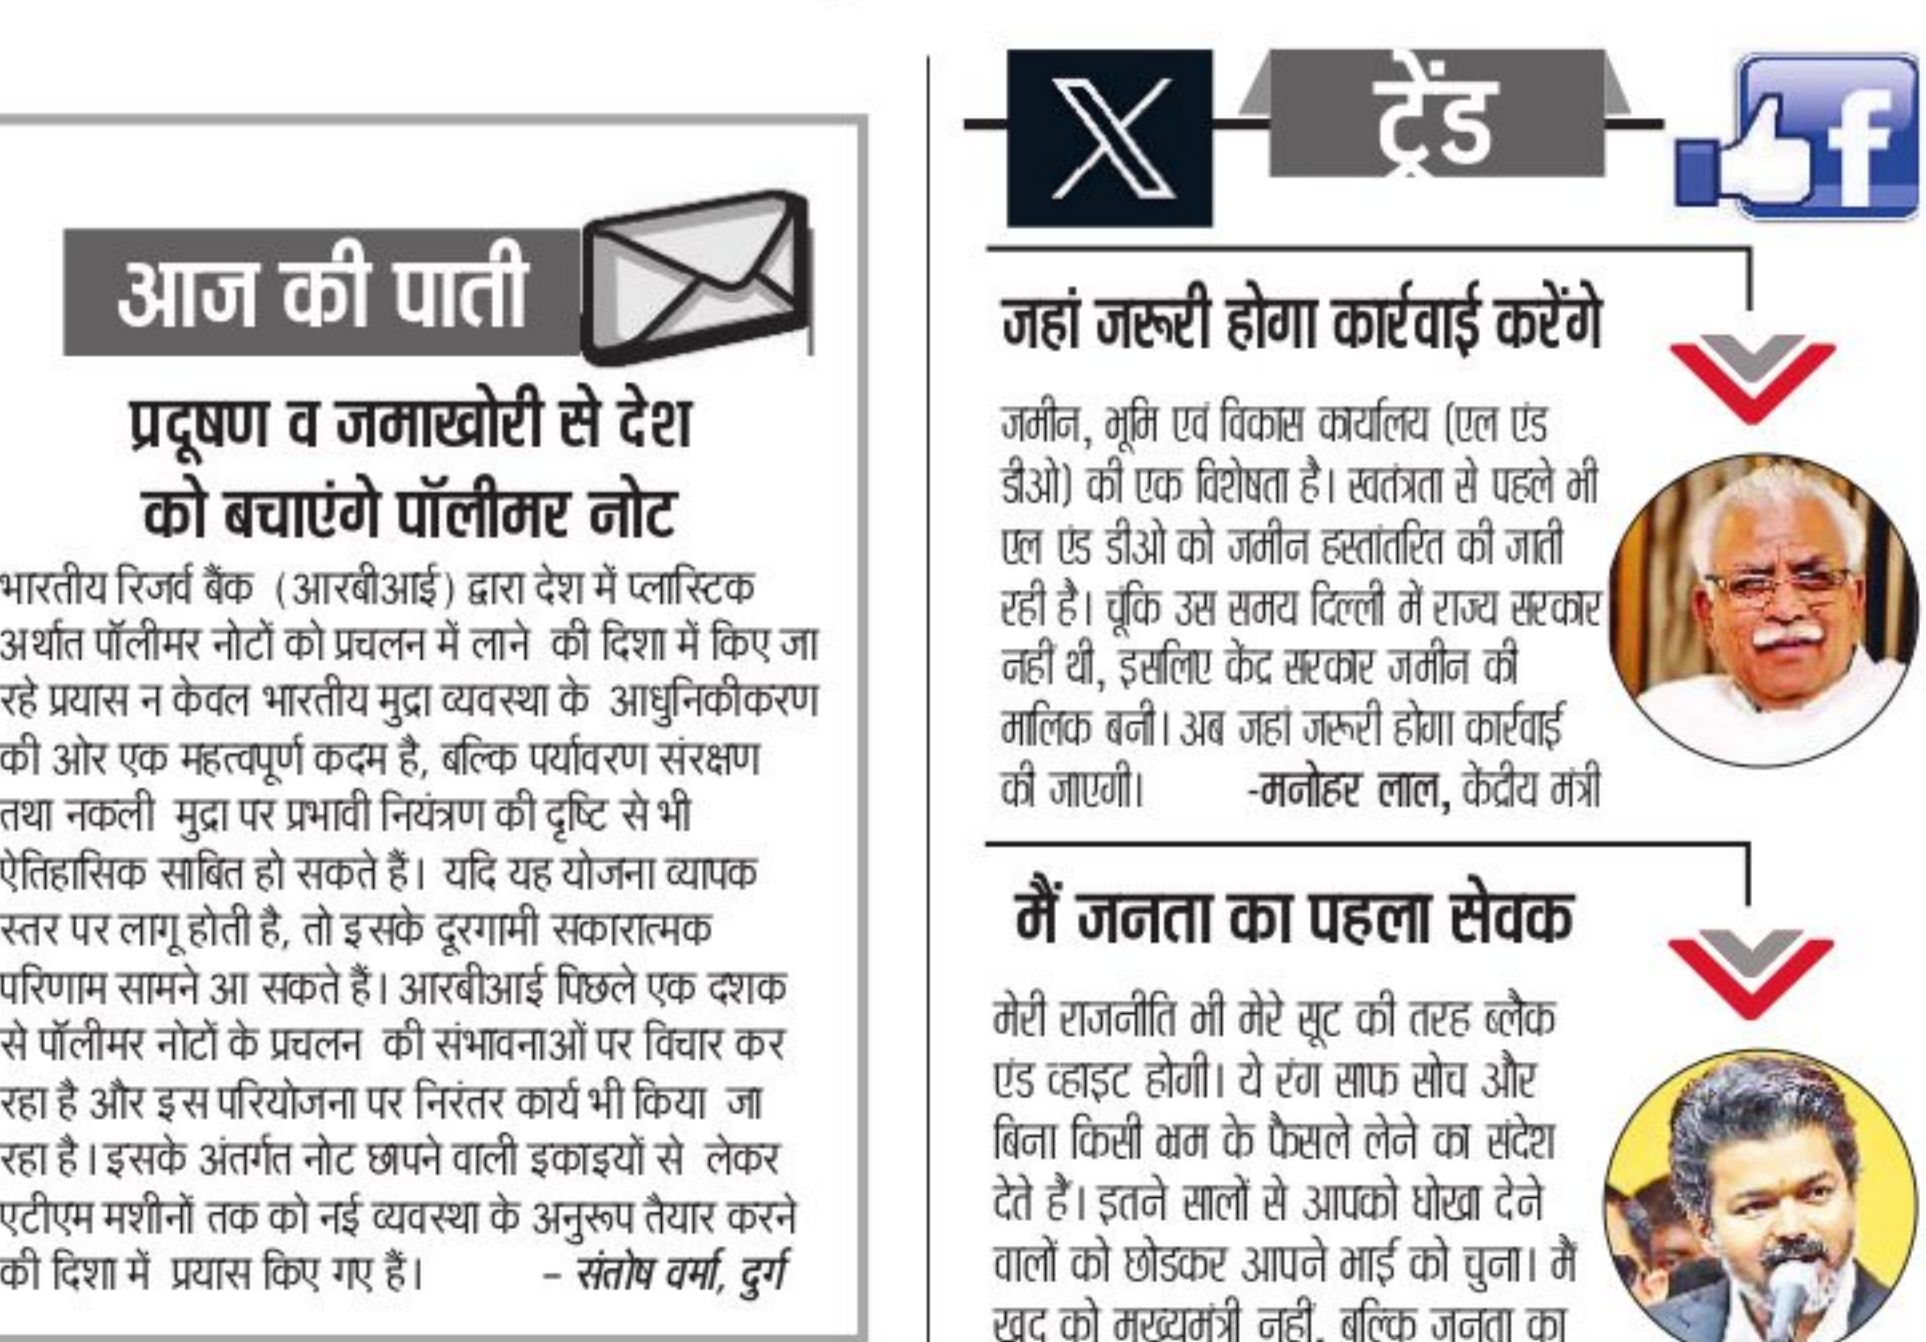 आज की पाती
प्रदूषण व जमाखोरी से देश
को बचाएंगे पॉलीमर नोट
भारतीय रिजर्व बैंक (आरबीआई) द्वारा देश में प्लास्टिक
अर्थात पॉलीमर नोटों को प्रचलन में लाने की दिशा में किए जा
रहे प्रयास न केवल भारतीय मुद्रा व्यवस्था के आधुनिकीकरण
की ओर एक महत्वपूर्ण कदम है, बल्कि पर्यावरण संरक्षण
तथा नकली मुद्रा पर प्रभावी नियंत्रण की दृष्टि से भी
ऐतिहासिक साबित हो सकते हैं। यदि यह योजना व्यापक
स्तर पर लागू होती है, तो इसके दूरगामी सकारात्मक
परिणाम सामने आ सकते हैं। आरबीआई पिछले एक दशक
से पॉलीमर नोटों के प्रचलन की संभावनाओं पर विचार कर
रहा है और इस परियोजना पर निरंतर कार्य भी किया जा
रहा है। इसके अंतर्गत नोट छापने वाली इकाइयों से लेकर
एटीएम मशीनों तक को नई व्यवस्था के अनुरूप तैयार करने
की दिशा में प्रयास किए गए हैं। – संतोष वर्मा, दुर्ग
X ट्रेंड f
जहां जरूरी होगा कार्रवाई करेंगे
जमीन, भूमि एवं विकास कार्यालय (एल एंड
डीओ) की एक विशेषता है। स्वतंत्रता से पहले भी
एल एंड डीओ को जमीन हस्तांतरित की जाती
रही है। चूंकि उस समय दिल्ली में राज्य सरकार
नहीं थी, इसलिए केंद्र सरकार जमीन की
मालिक बनी। अब जहां जरूरी होगा कार्रवाई
की जाएगी। -मनोहर लाल, केंद्रीय मंत्री
मैं जनता का पहला सेवक
मेरी राजनीति भी मेरे सूट की तरह ब्लैक
एंड व्हाइट होगी। ये रंग साफ सोच और
बिना किसी भ्रम के फैसले लेने का संदेश
देते हैं। इतने सालों से आपको धोखा देने
वालों को छोडकर आपने भाई को चुना। मैं
खुद को मुख्यमंत्री नहीं, बल्कि जनता का